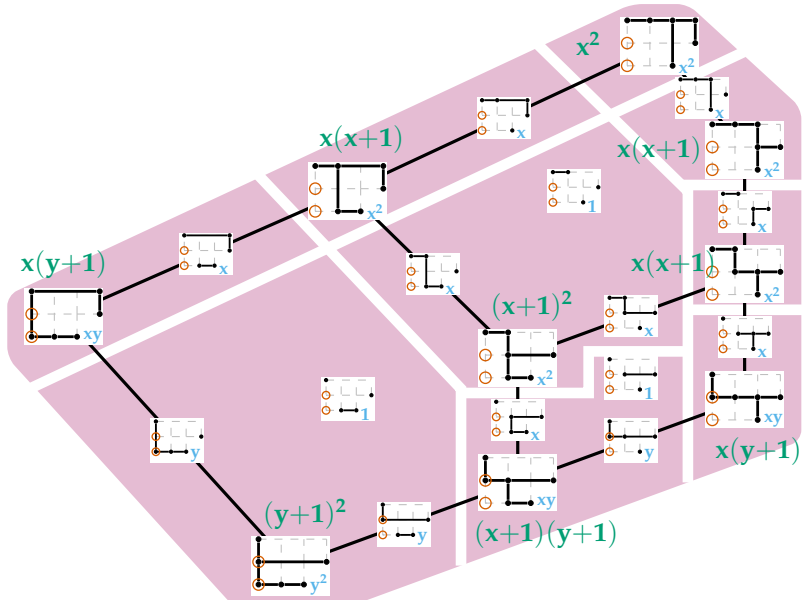 x²
x²
x
x
x(x+1)
x(x+1)
x²
x²
1
x
x(y+1)
x
x(x+1)
x
(x+1)²
x²
x
xy
x
x²
1
1
x
xy
y
y
x(y+1)
xy
(y+1)²
(x+1)(y+1)
y
y²